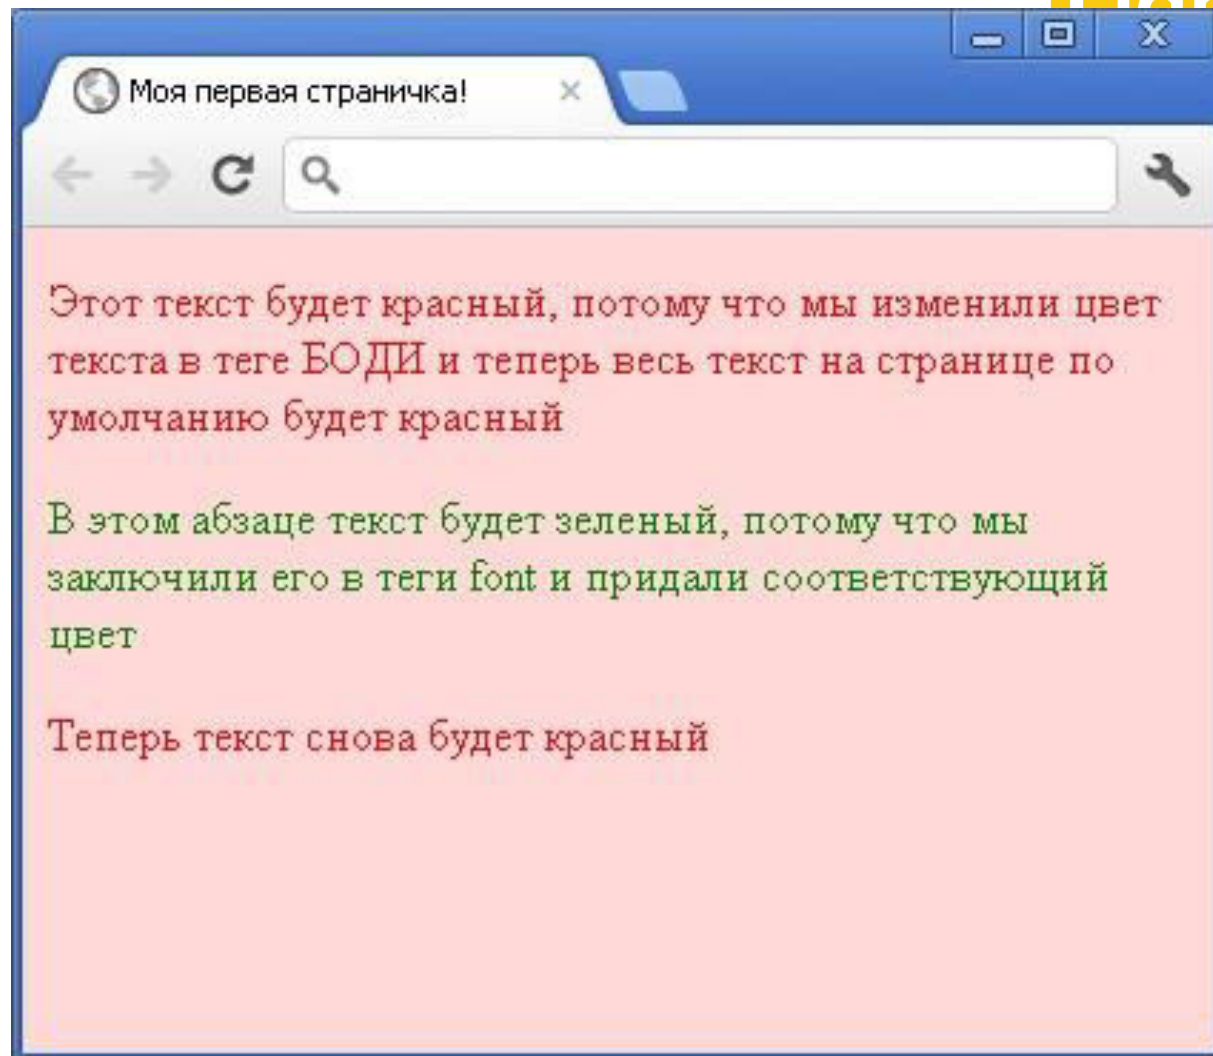 Моя первая страничка!
Этот текст будет красный, потому что мы изменили цвет
текста в теге БОДИ и теперь весь текст на странице по
умолчанию будет красный
В этом абзаце текст будет зеленый, потому что мы
заключили его в теги font и придали соответствующий
цвет
Теперь текст снова будет красный